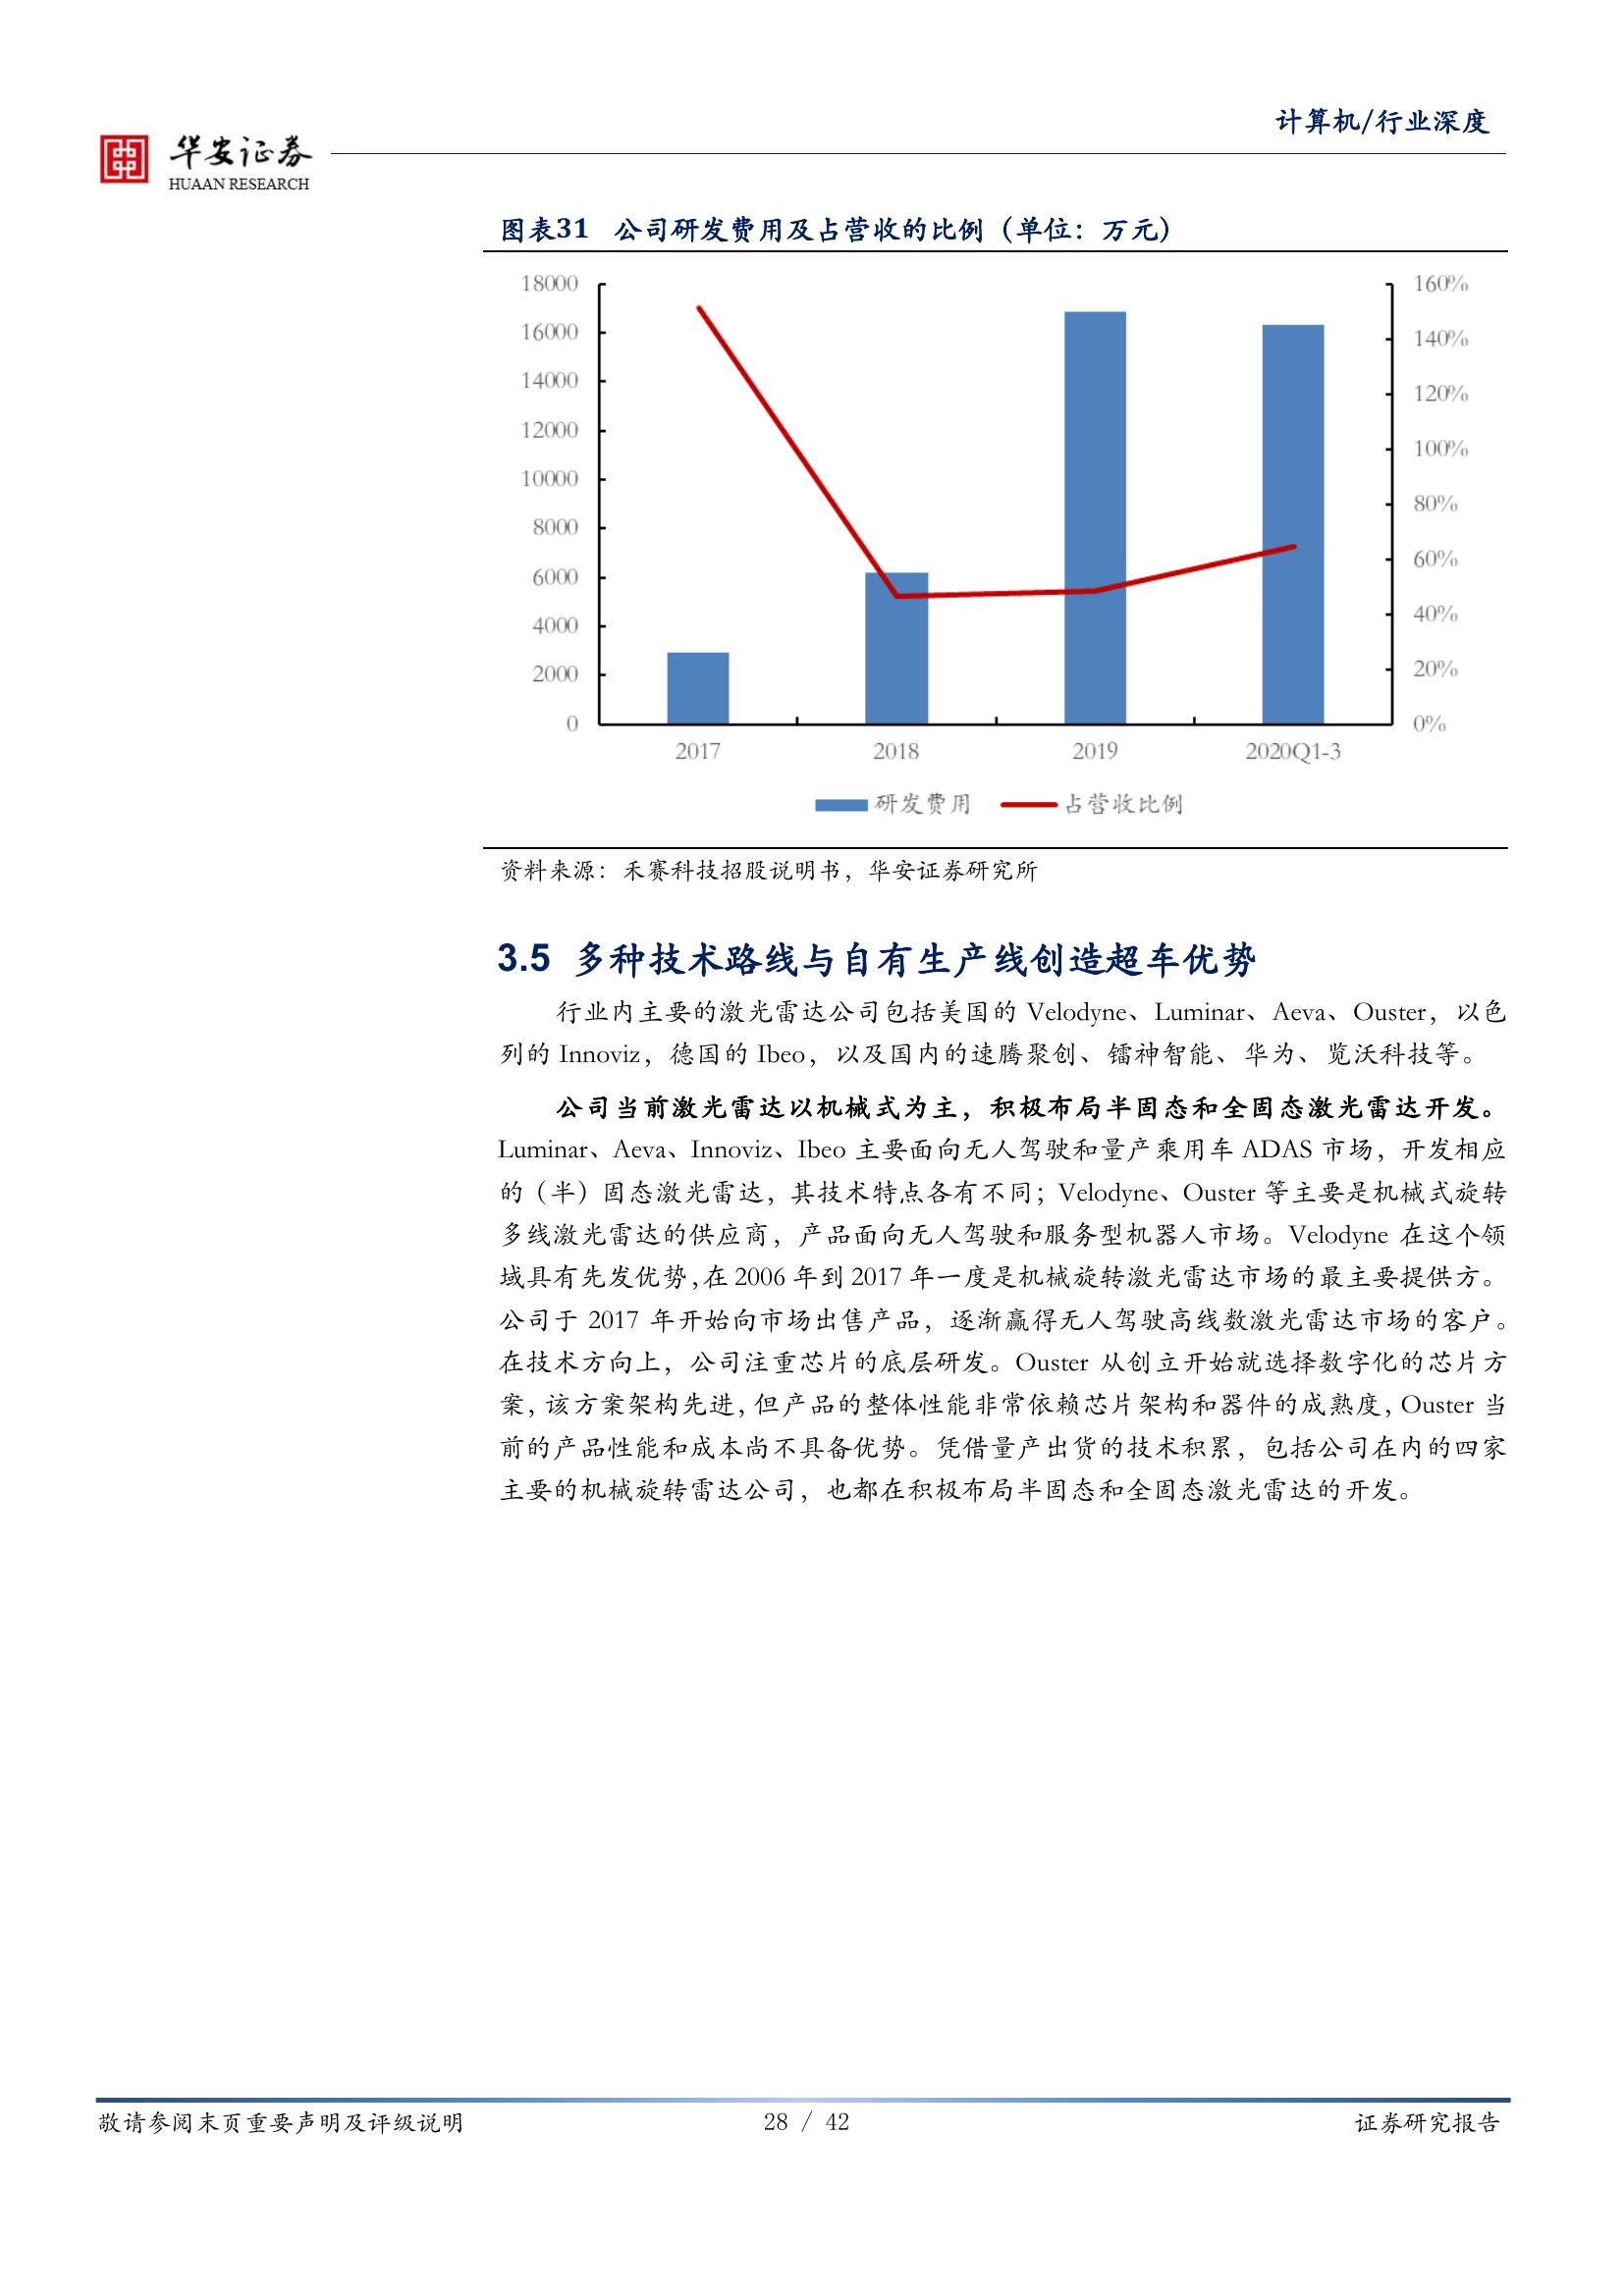 计算机/行业深度
华安证券
HUAAN RESEARCH
图表31 公司研发费用及占营收的比例（单位：万元）
18000
16000
14000
12000
10000
8000
6000
4000
2000
0
160%
140%
120%
100%
80%
60%
40%
20%
0%
2017 2018 2019 2020Q1-3
研发费用 占营收比例
资料来源：禾赛科技招股说明书，华安证券研究所
3.5 多种技术路线与自有生产线创造超车优势
行业内主要的激光雷达公司包括美国的 Velodyne、Luminar、Aeva、Ouster，以色
列的 Innoviz，德国的 Ibeo，以及国内的速腾聚创、镭神智能、华为、览沃科技等。
公司当前激光雷达以机械式为主，积极布局半固态和全固态激光雷达开发。
Luminar、Aeva、Innoviz、Ibeo 主要面向无人驾驶和量产乘用车 ADAS 市场，开发相应
的（半）固态激光雷达，其技术特点各有不同；Velodyne、Ouster 等主要是机械式旋转
多线激光雷达的供应商，产品面向无人驾驶和服务型机器人市场。Velodyne 在这个领
域具有先发优势，在 2006 年到 2017 年一度是机械旋转激光雷达市场的最主要提供方。
公司于 2017 年开始向市场出售产品，逐渐赢得无人驾驶高线数激光雷达市场的客户。
在技术方向上，公司注重芯片的底层研发。Ouster 从创立开始就选择数字化的芯片方
案，该方案架构先进，但产品的整体性能非常依赖芯片架构和器件的成熟度，Ouster 当
前的产品性能和成本尚不具备优势。凭借量产出货的技术积累，包括公司在内的四家
主要的机械旋转雷达公司，也都在积极布局半固态和全固态激光雷达的开发。
敬请参阅末页重要声明及评级说明 28 / 42 证券研究报告